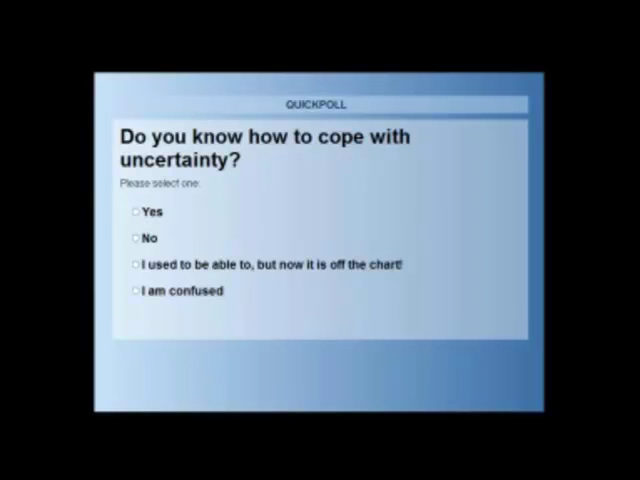 QUICKPOLL
Do you know how to cope with
uncertainty?
Please select one:
Yes
No
I used to be able to, but now it is off the chart!
I am confused